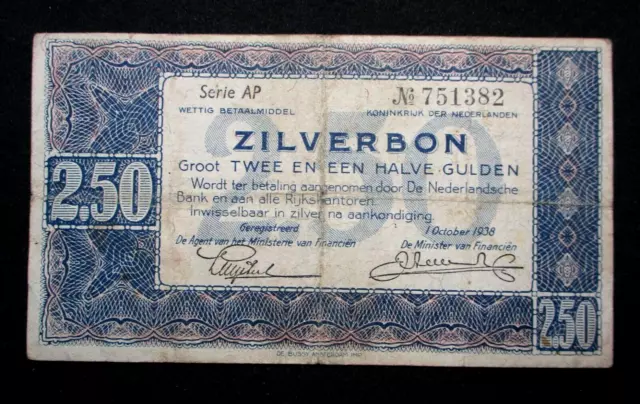 Serie AP № 751382
WETTIG BETAALMIDDEL KONINKRIJK DER NEDERLANDEN
ZILVERBON
Groot TWEE EN EEN HALVE GULDEN
Wordt ter betaling aangenomen door De Nederlandsche
Bank en aan alle Rijkskantoren.
inwisselbaar in zilver na aankondiging.
Geregistreerd 1 October 1938
De Agent van het Ministerie van Financiën De Minister van Financiën
2.50
2.50
250